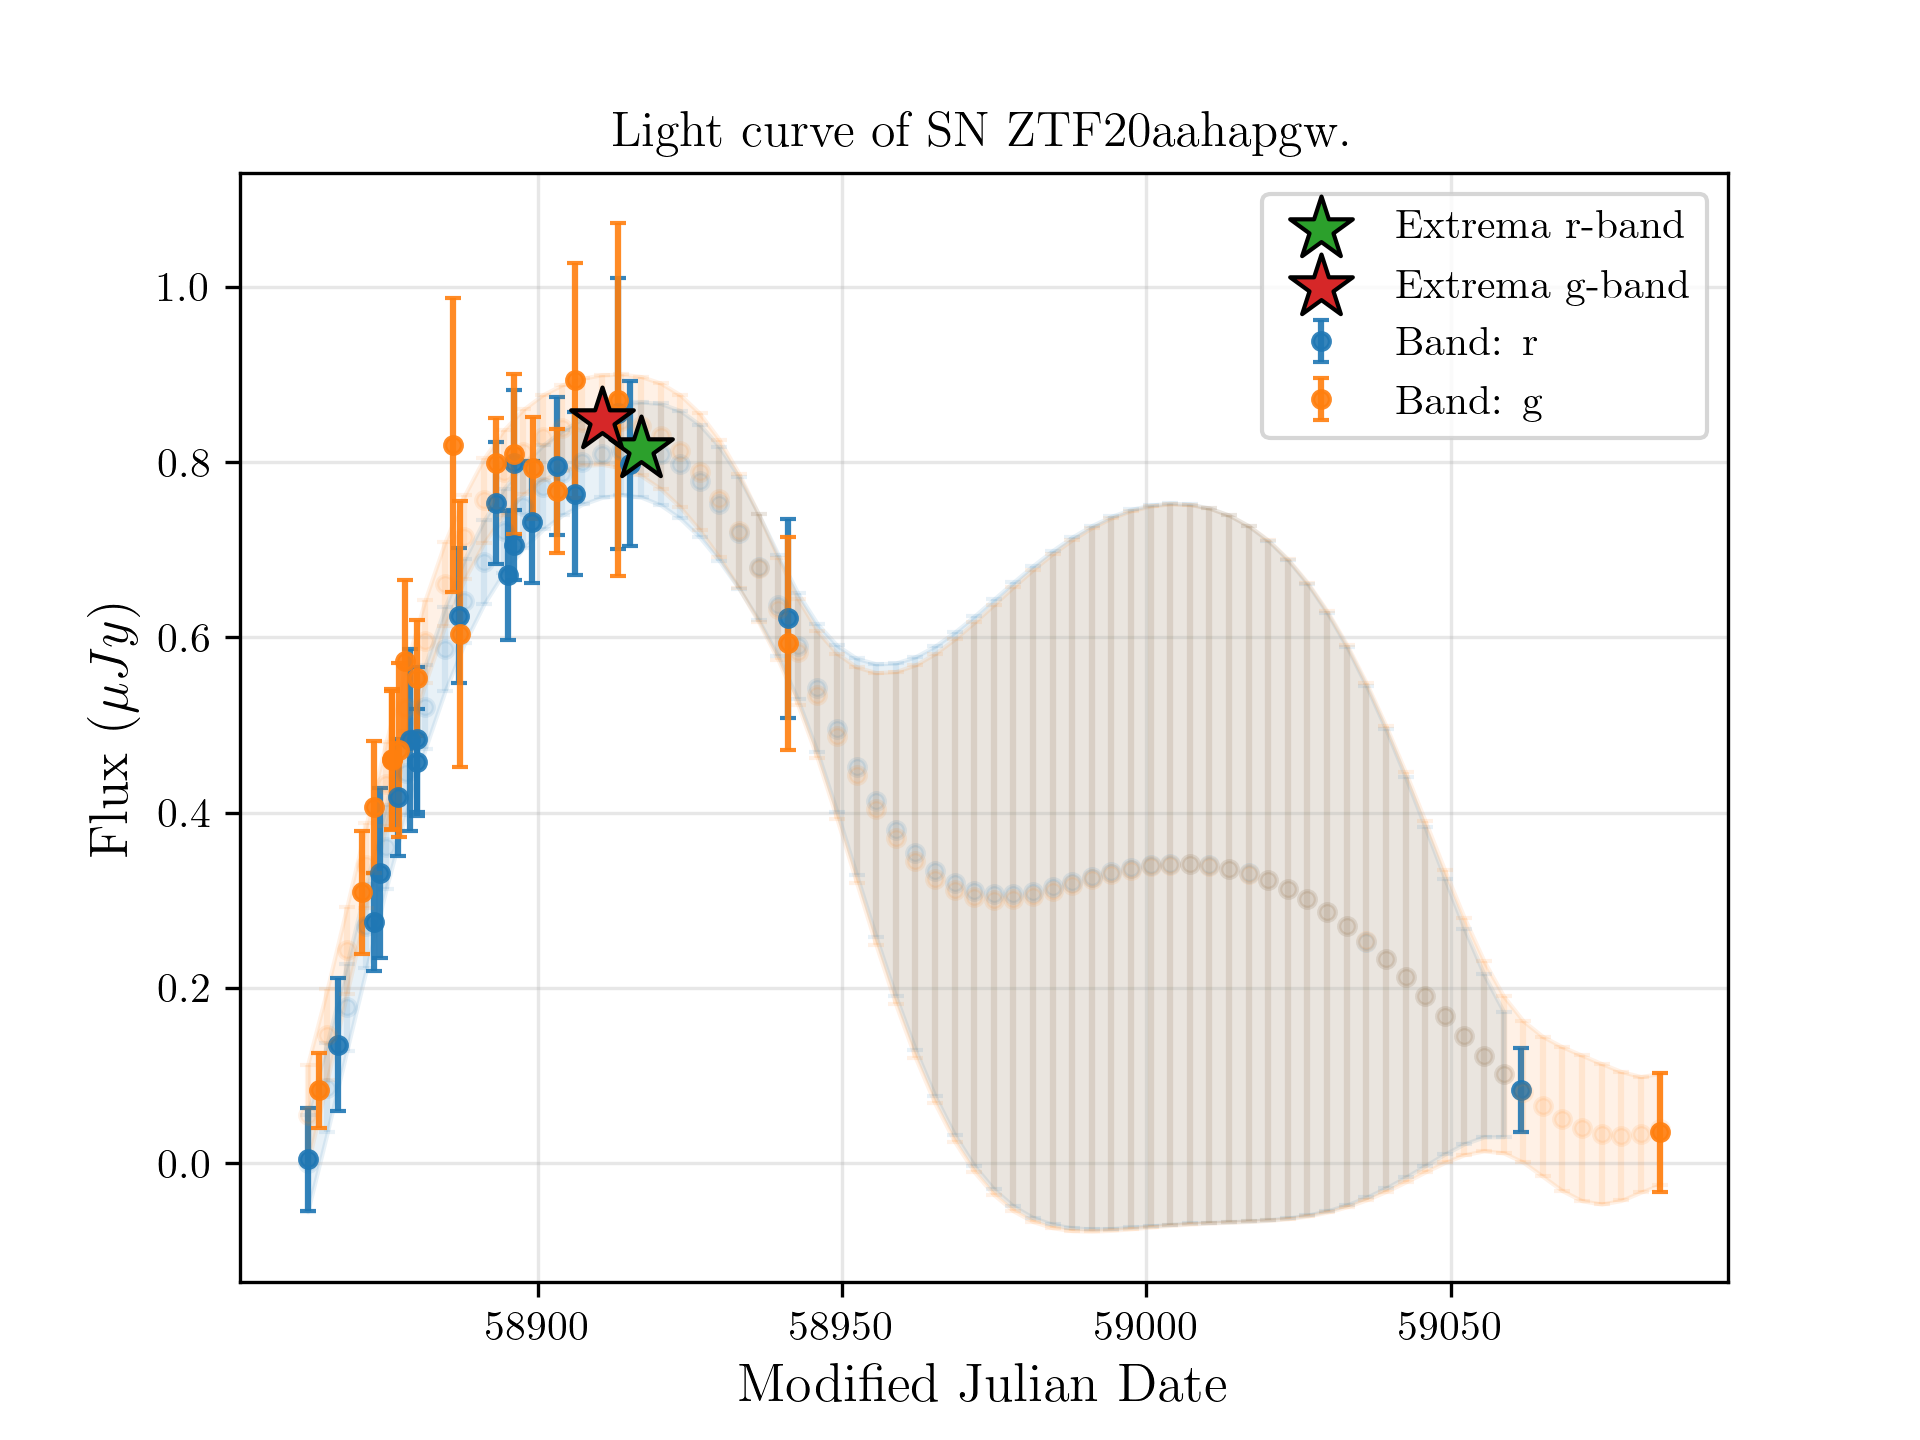 Light curve of SN ZTF20aahapgw.
Extrema r-band
Extrema g-band
Band: r
Band: g
Flux (μJy)
1.0
0.8
0.6
0.4
0.2
0.0
58900
58950
59000
59050
Modified Julian Date